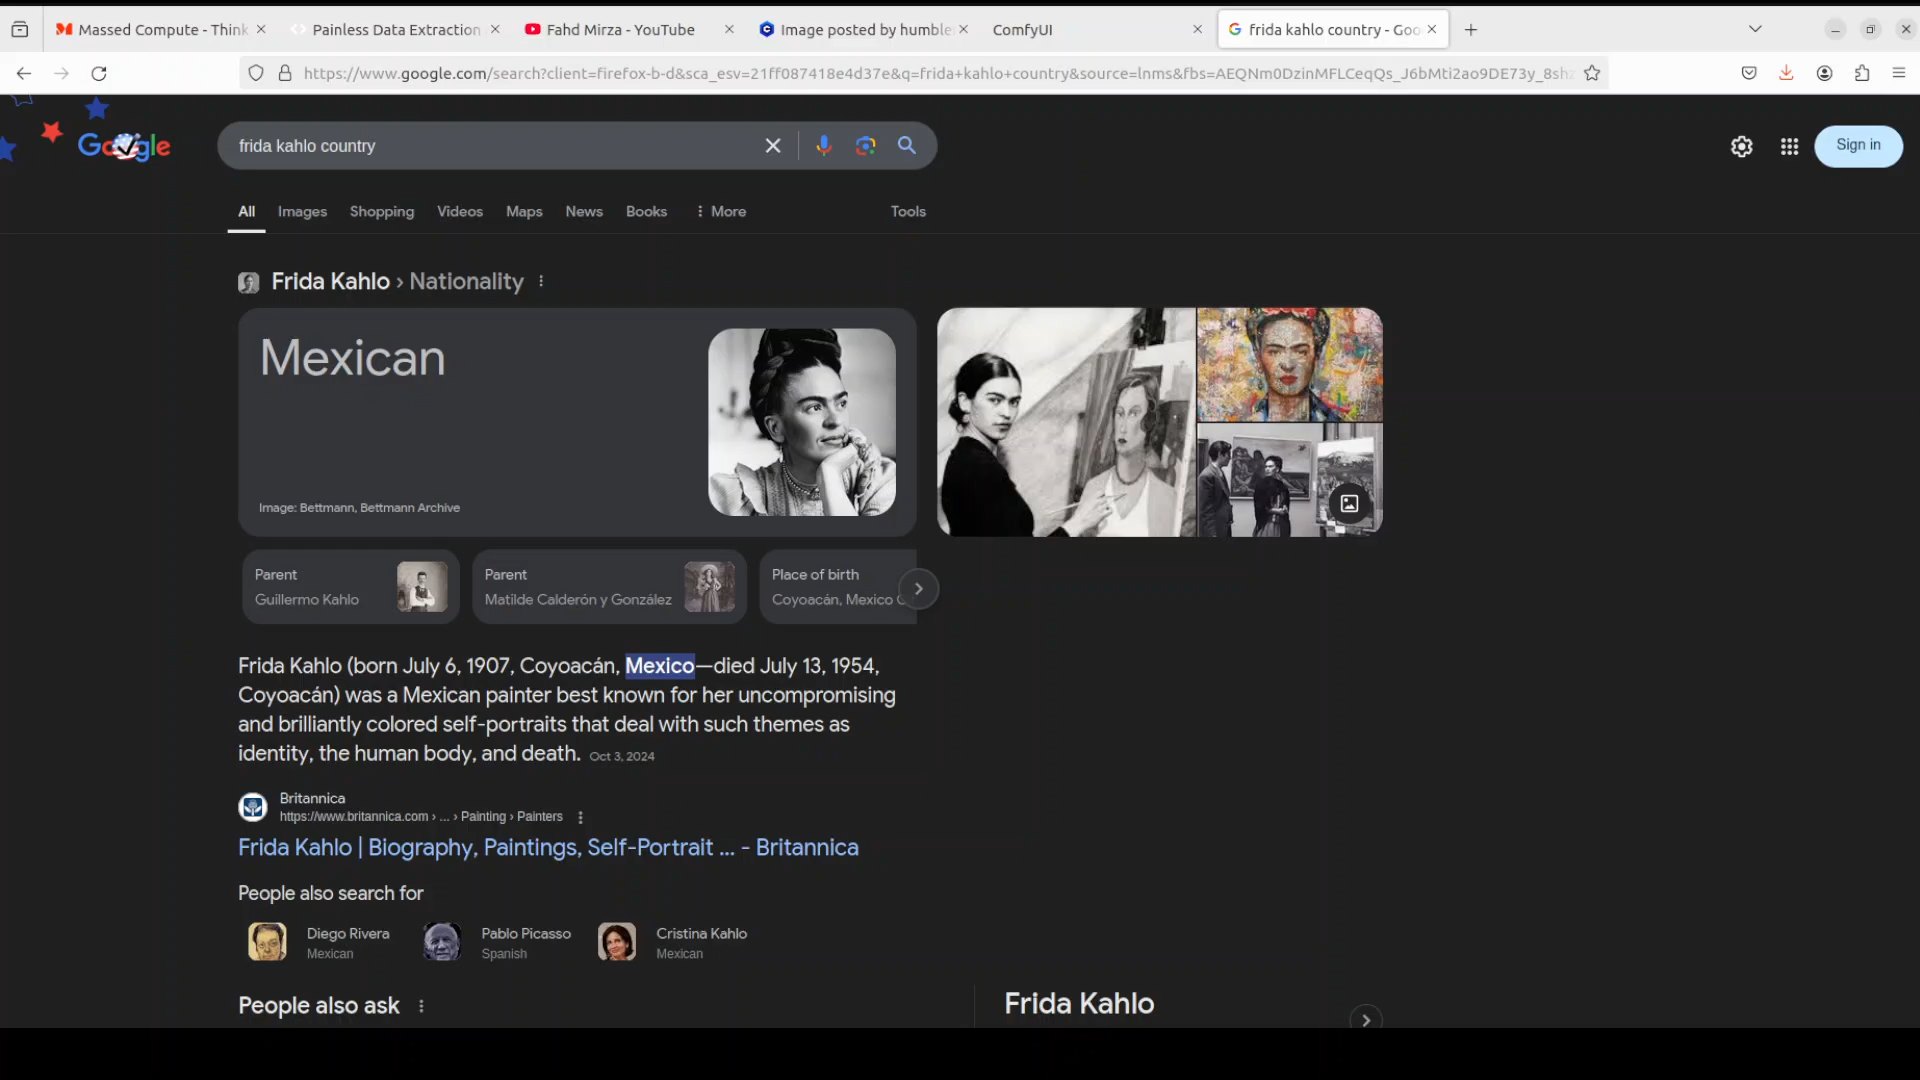 Massed Compute - Think
Painless Data Extraction
Fahd Mirza - YouTube
Image posted by humble
ComfyUI
frida kahlo country - Goo
https://www.google.com/search?client=firefox-b-d&sca_esv=21ff087418e4d37e&q=frida+kahlo+country&source=lnms&fbs=AEQNm0DzinMFLCeqQs_J6bMti2ao9DE73y_8shz
Google
frida kahlo country
Sign in
All Images Shopping Videos Maps News Books More Tools
Frida Kahlo › Nationality
Mexican
Image: Bettmann, Bettmann Archive
Parent
Guillermo Kahlo
Parent
Matilde Calderón y González
Place of birth
Coyoacán, Mexico C
Frida Kahlo (born July 6, 1907, Coyoacán, Mexico—died July 13, 1954,
Coyoacán) was a Mexican painter best known for her uncompromising
and brilliantly colored self-portraits that deal with such themes as
identity, the human body, and death. Oct 3, 2024
Britannica
https://www.britannica.com › ... › Painting › Painters
Frida Kahlo | Biography, Paintings, Self-Portrait ... - Britannica
People also search for
Diego Rivera
Mexican
Pablo Picasso
Spanish
Cristina Kahlo
Mexican
People also ask
Frida Kahlo